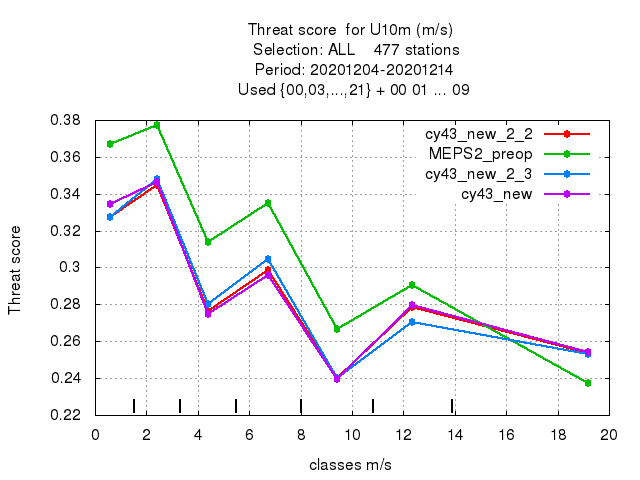 Threat score  for U10m (m/s)
Selection: ALL    477 stations
Period: 20201204-20201214
Used {00,03,...,21} + 00 01 ... 09
0.38
0.36
0.34
0.32
0.3
0.28
0.26
0.24
0.22
Threat score
cy43_new_2_2
MEPS2_preop
cy43_new_2_3
cy43_new
0 2 4 6 8 10 12 14 16 18 20
classes m/s